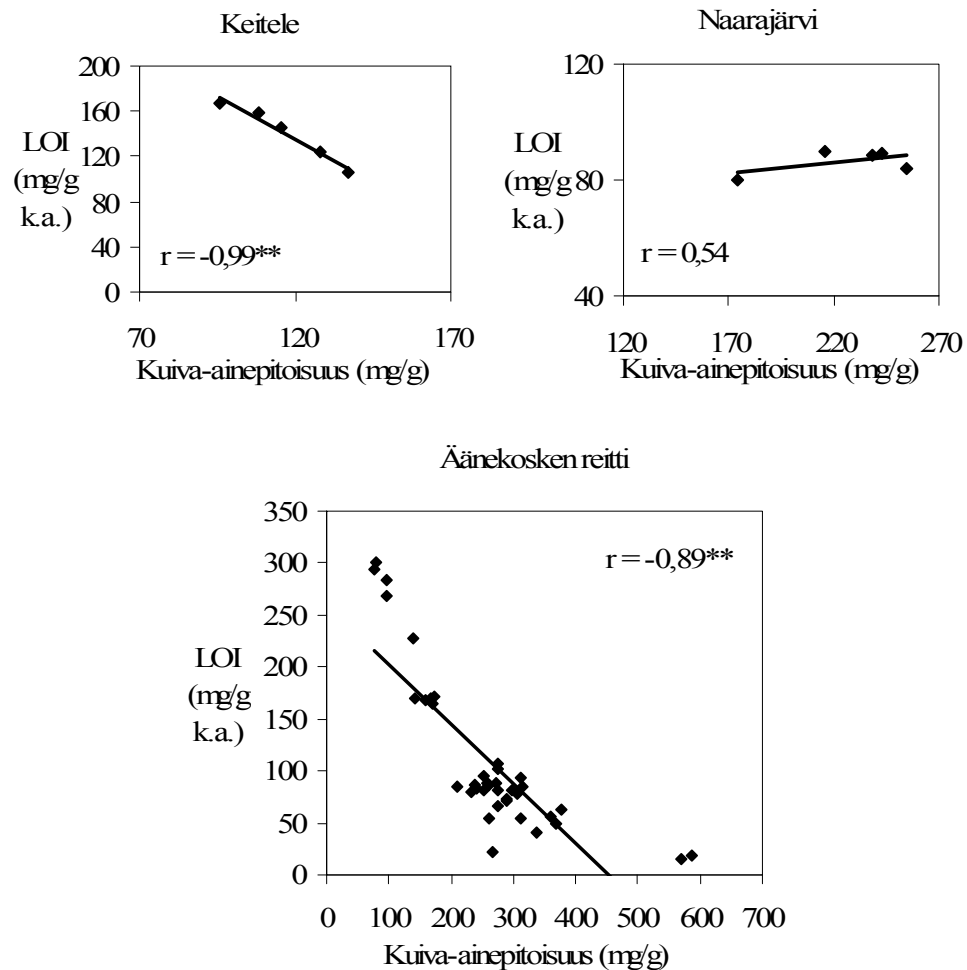 Keitele
200
160
120
80
40
0
LOI
(mg/g
k.a.)
r = -0,99**
70 120 170
Kuiva-ainepitoisuus (mg/g)
Naarajärvi
120
80
40
LOI
(mg/g
k.a.)
r = 0,54
120 170 220 270
Kuiva-ainepitoisuus (mg/g)
Äänekosken reitti
350
300
250
200
150
100
50
0
LOI
(mg/g
k.a.)
r = -0,89**
0 100 200 300 400 500 600 700
Kuiva-ainepitoisuus (mg/g)